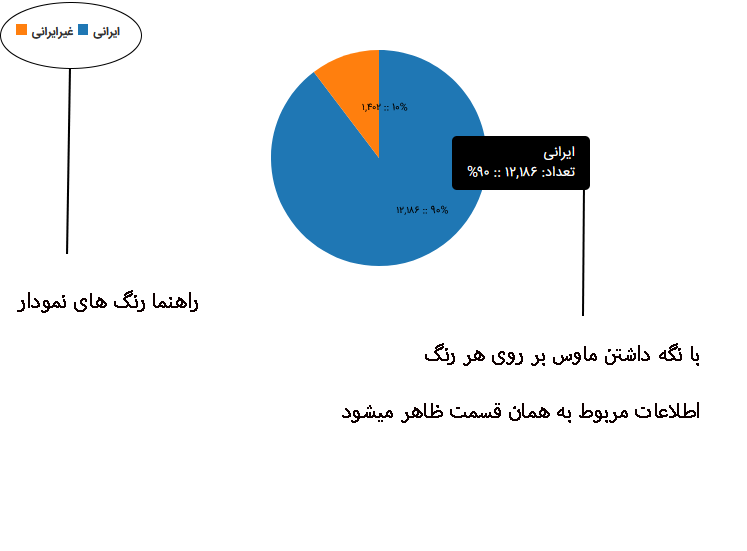 ایرانی غیرایرانی
۱,۴۰۲ :: ۱۰%
ایرانی
تعداد: ۱۲,۱۸۶ :: ۹۰%
۱۲,۱۸۶ :: ۹۰%
راهنما رنگ های نمودار
با نگه داشتن ماوس بر روی هر رنگ
اطلاعات مربوط به همان قسمت ظاهر میشود